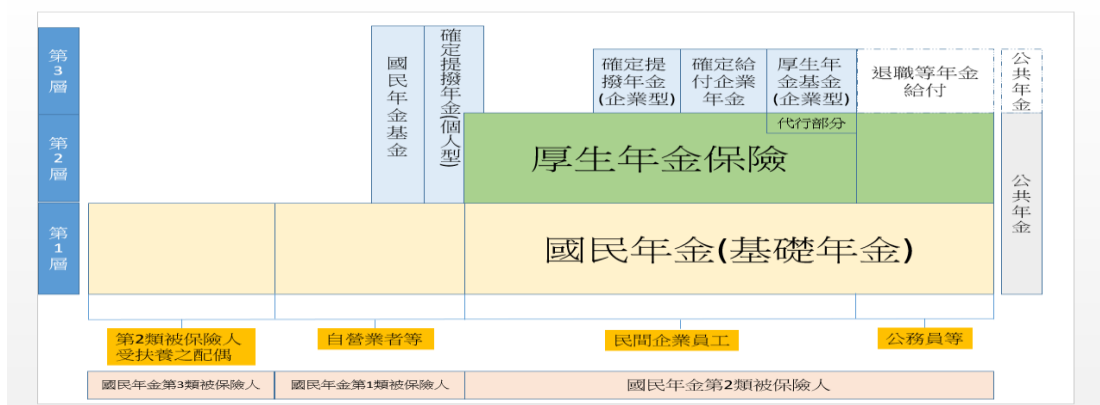 第3層
國民年金基金
確定提撥年金(個人型)
確定提
撥年金
(企業型)
確定給
付企業
年金
厚生年
金基金
(企業型)
代行部分
退職等年金
給付
公共年金
第2層
厚生年金保險
公共年金
第1層
國民年金(基礎年金)
第2類被保險人
受扶養之配偶
自營業者等
民間企業員工
公務員等
國民年金第3類被保險人
國民年金第1類被保險人
國民年金第2類被保險人